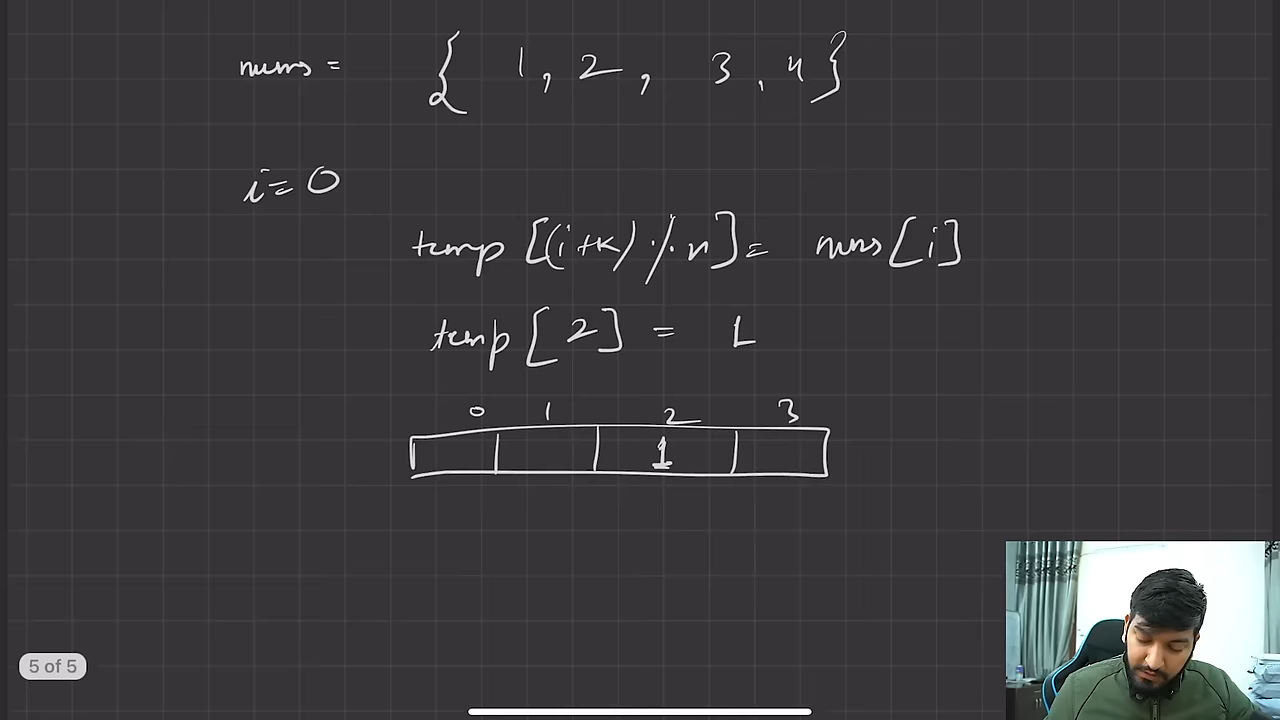 nums = { 1, 2, 3, 4 }
i = 0
temp [(i+k) % n] = nums [i]
temp [2] = 1
0 1 2 3
1
5 of 5